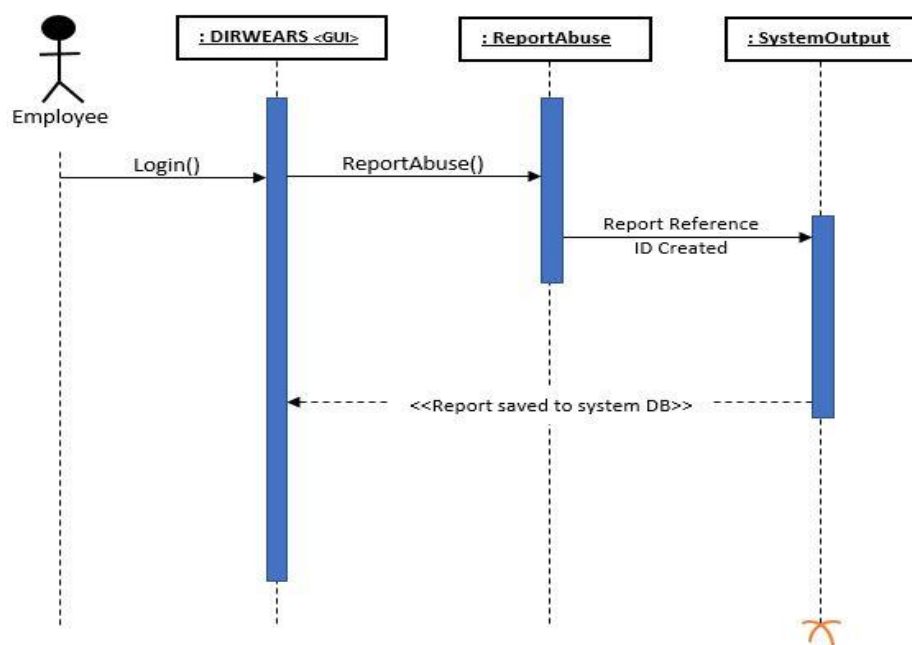 : DIRWEARS <GUI>
: ReportAbuse
: SystemOutput
Employee
Login()
ReportAbuse()
Report Reference
ID Created
<<Report saved to system DB>>